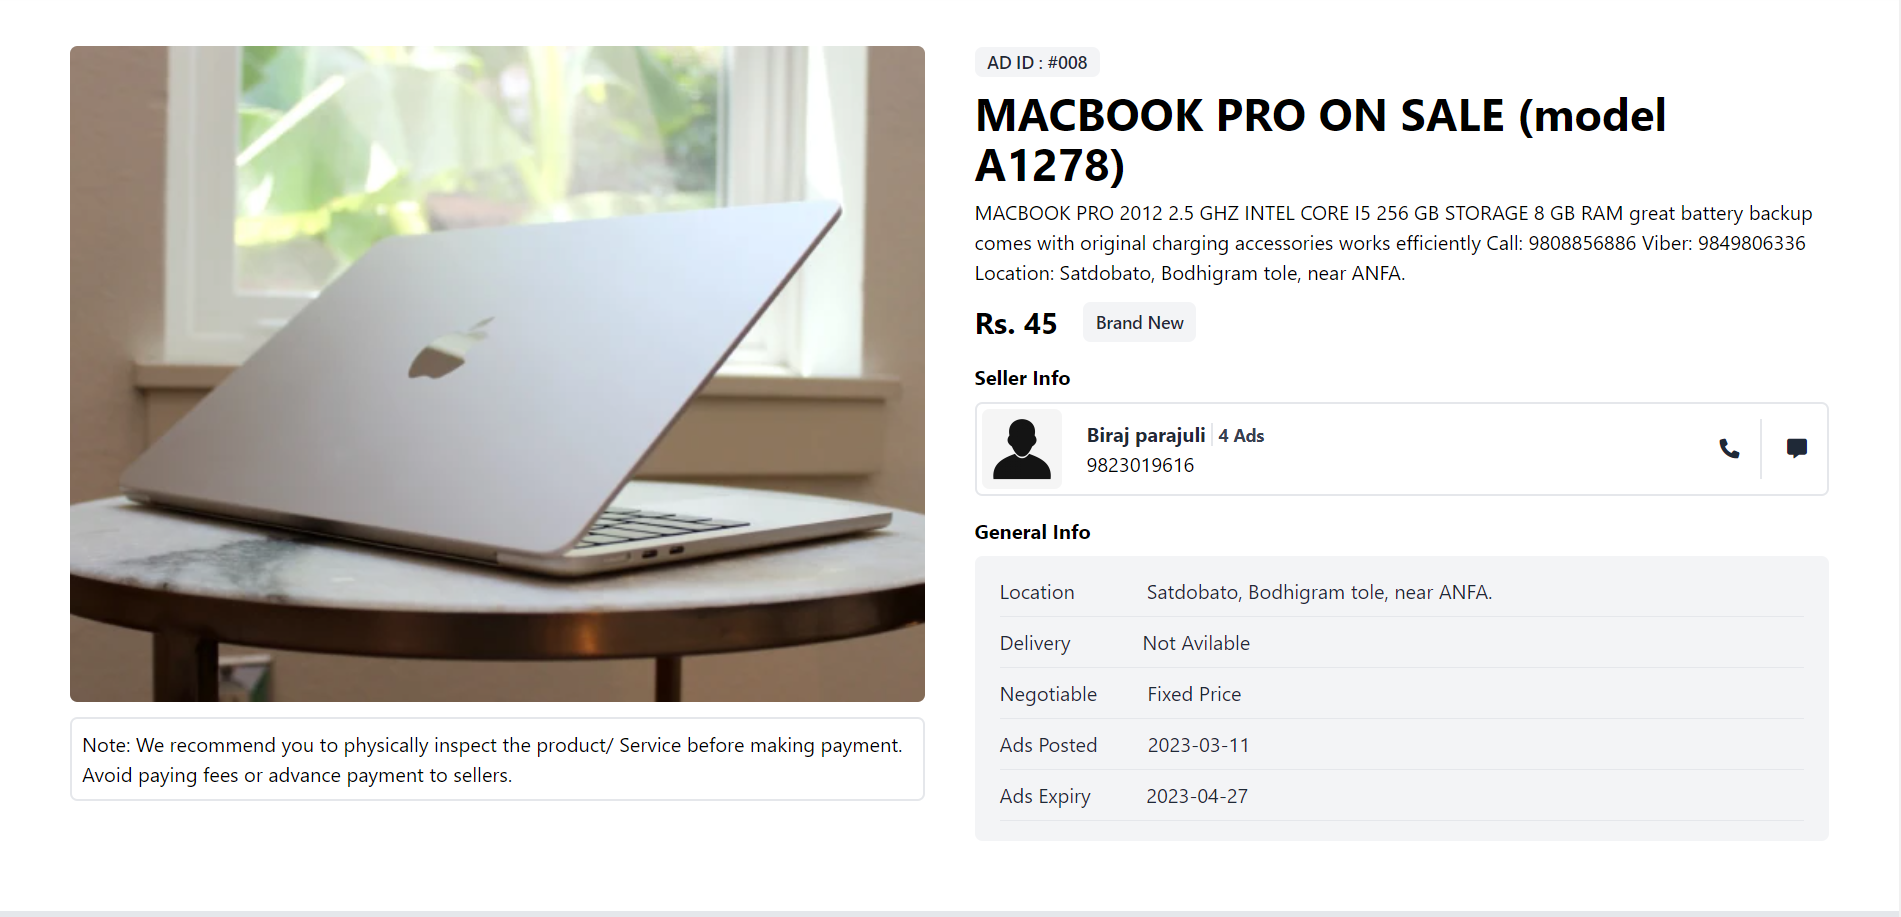 AD ID : #008
MACBOOK PRO ON SALE (model
A1278)
MACBOOK PRO 2012 2.5 GHZ INTEL CORE I5 256 GB STORAGE 8 GB RAM great battery backup
comes with original charging accessories works efficiently Call: 9808856886 Viber: 9849806336
Location: Satdobato, Bodhigram tole, near ANFA.
Rs. 45 Brand New
Seller Info
Biraj parajuli 4 Ads
9823019616
General Info
Location Satdobato, Bodhigram tole, near ANFA.
Delivery Not Avilable
Negotiable Fixed Price
Ads Posted 2023-03-11
Ads Expiry 2023-04-27
Note: We recommend you to physically inspect the product/ Service before making payment.
Avoid paying fees or advance payment to sellers.